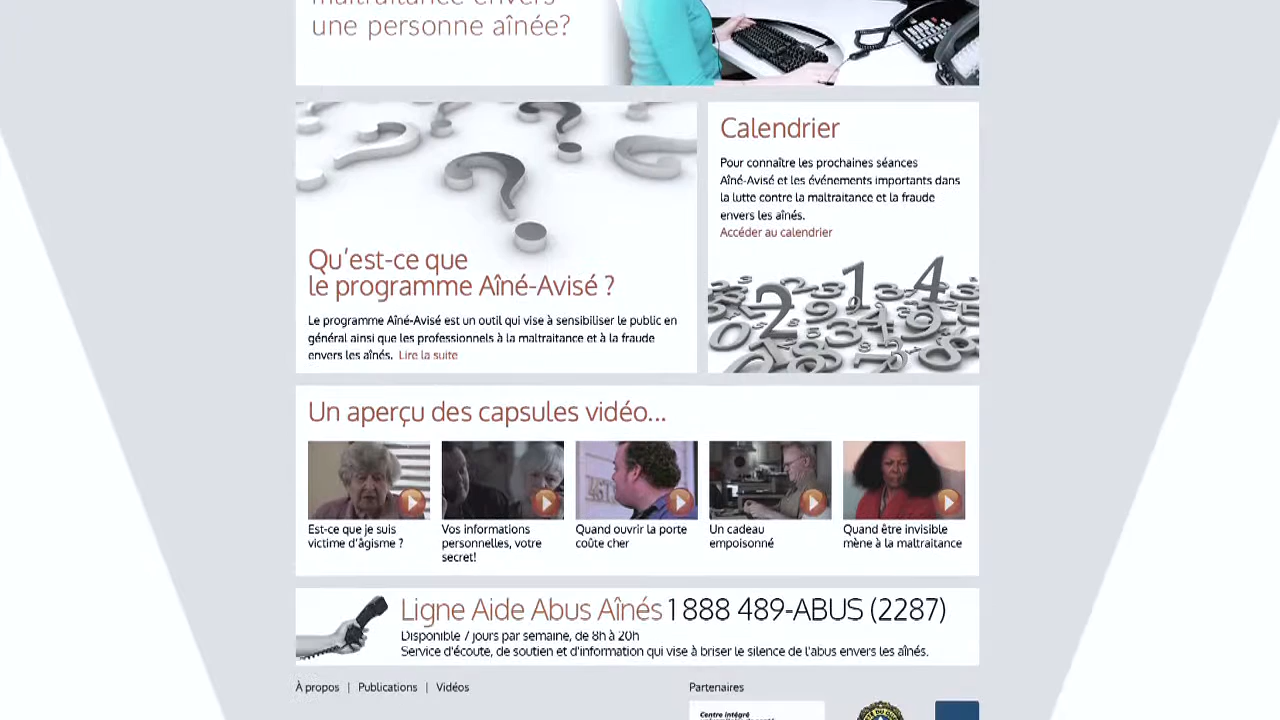 maltraitance envers
une personne aînée?
Qu'est-ce que
le programme Aîné-Avisé ?
Le programme Aîné-Avisé est un outil qui vise à sensibiliser le public en
général ainsi que les professionnels à la maltraitance et à la fraude
envers les aînés. Lire la suite
Calendrier
Pour connaître les prochaines séances
Aîné-Avisé et les événements importants dans
la lutte contre la maltraitance et la fraude
envers les aînés.
Accéder au calendrier
2 1 4
Un aperçu des capsules vidéo...
Est-ce que je suis
victime d'âgisme ?
Vos informations
personnelles, votre
secret!
Quand ouvrir la porte
coûte cher
Un cadeau
empoisonné
Quand être invisible
mène à la maltraitance
Ligne Aide Abus Aînés 1 888 489-ABUS (2287)
Disponible 7 jours par semaine, de 8h à 20h
Service d'écoute, de soutien et d'information qui vise à briser le silence de l'abus envers les aînés.
À propos | Publications | Vidéos
Partenaires
Centre intégré